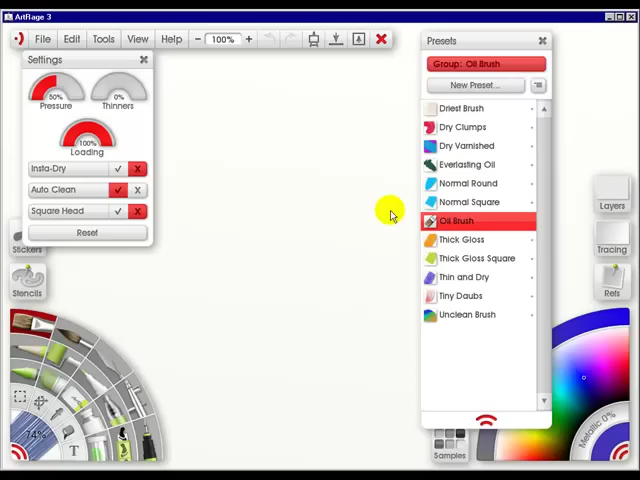 ArtRage 3
File Edit Tools View Help − 100% +
Settings
50% 0%
Pressure Thinners
100%
Loading
Insta-Dry
Auto Clean
Square Head
Reset
Stickers
Stencils
74%
T
Presets
Group: Oil Brush
New Preset...
Driest Brush
Dry Clumps
Dry Varnished
Everlasting Oil
Normal Round
Normal Square
Oil Brush
Thick Gloss
Thick Gloss Square
Thin and Dry
Tiny Daubs
Unclean Brush
Layers
Tracing
Refs
Metallic 0%
Samples